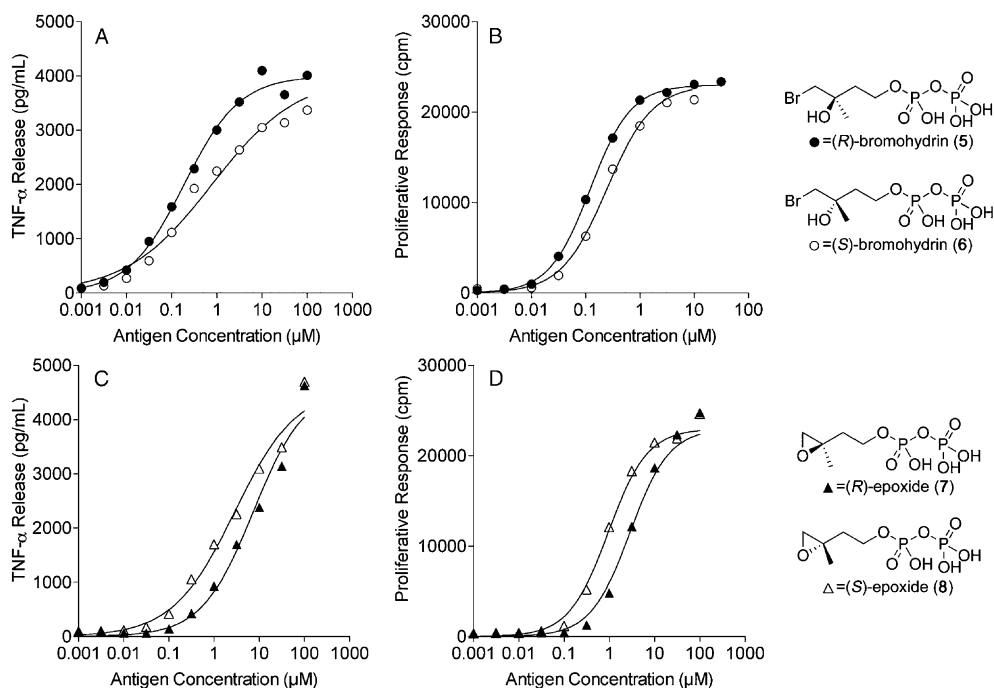 A
TNF-α Release (pg/mL)
5000
4000
3000
2000
1000
0
0.001 0.01 0.1 1 10 100 1000
Antigen Concentration (μM)
B
Proliferative Response (cpm)
30000
20000
10000
0
0.001 0.01 0.1 1 10 100
Antigen Concentration (μM)
Br HO O P O OH O P O OH OH
●=(R)-bromohydrin (5)
Br HO O P O OH O P O OH OH
○=(S)-bromohydrin (6)
C
TNF-α Release (pg/mL)
5000
4000
3000
2000
1000
0
0.001 0.01 0.1 1 10 100 1000
Antigen Concentration (μM)
D
Proliferative Response (cpm)
30000
20000
10000
0
0.001 0.01 0.1 1 10 100 1000
Antigen Concentration (μM)
O O P O OH O P O OH OH
▲=(R)-epoxide (7)
O O P O OH O P O OH OH
△=(S)-epoxide (8)